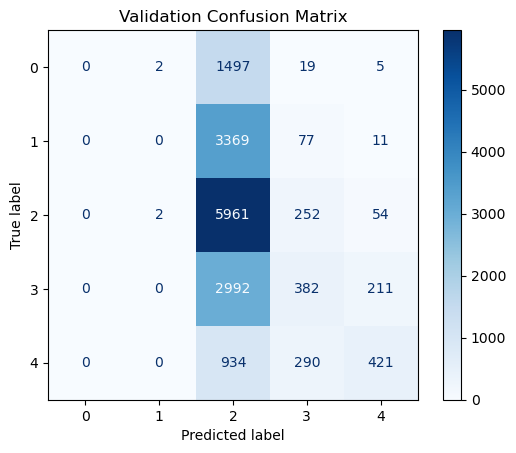 Validation Confusion Matrix
0 0 2 1497 19 5
1 0 0 3369 77 11
2 0 2 5961 252 54
3 0 0 2992 382 211
4 0 0 934 290 421
0 1 2 3 4
True label
Predicted label
5000
4000
3000
2000
1000
0